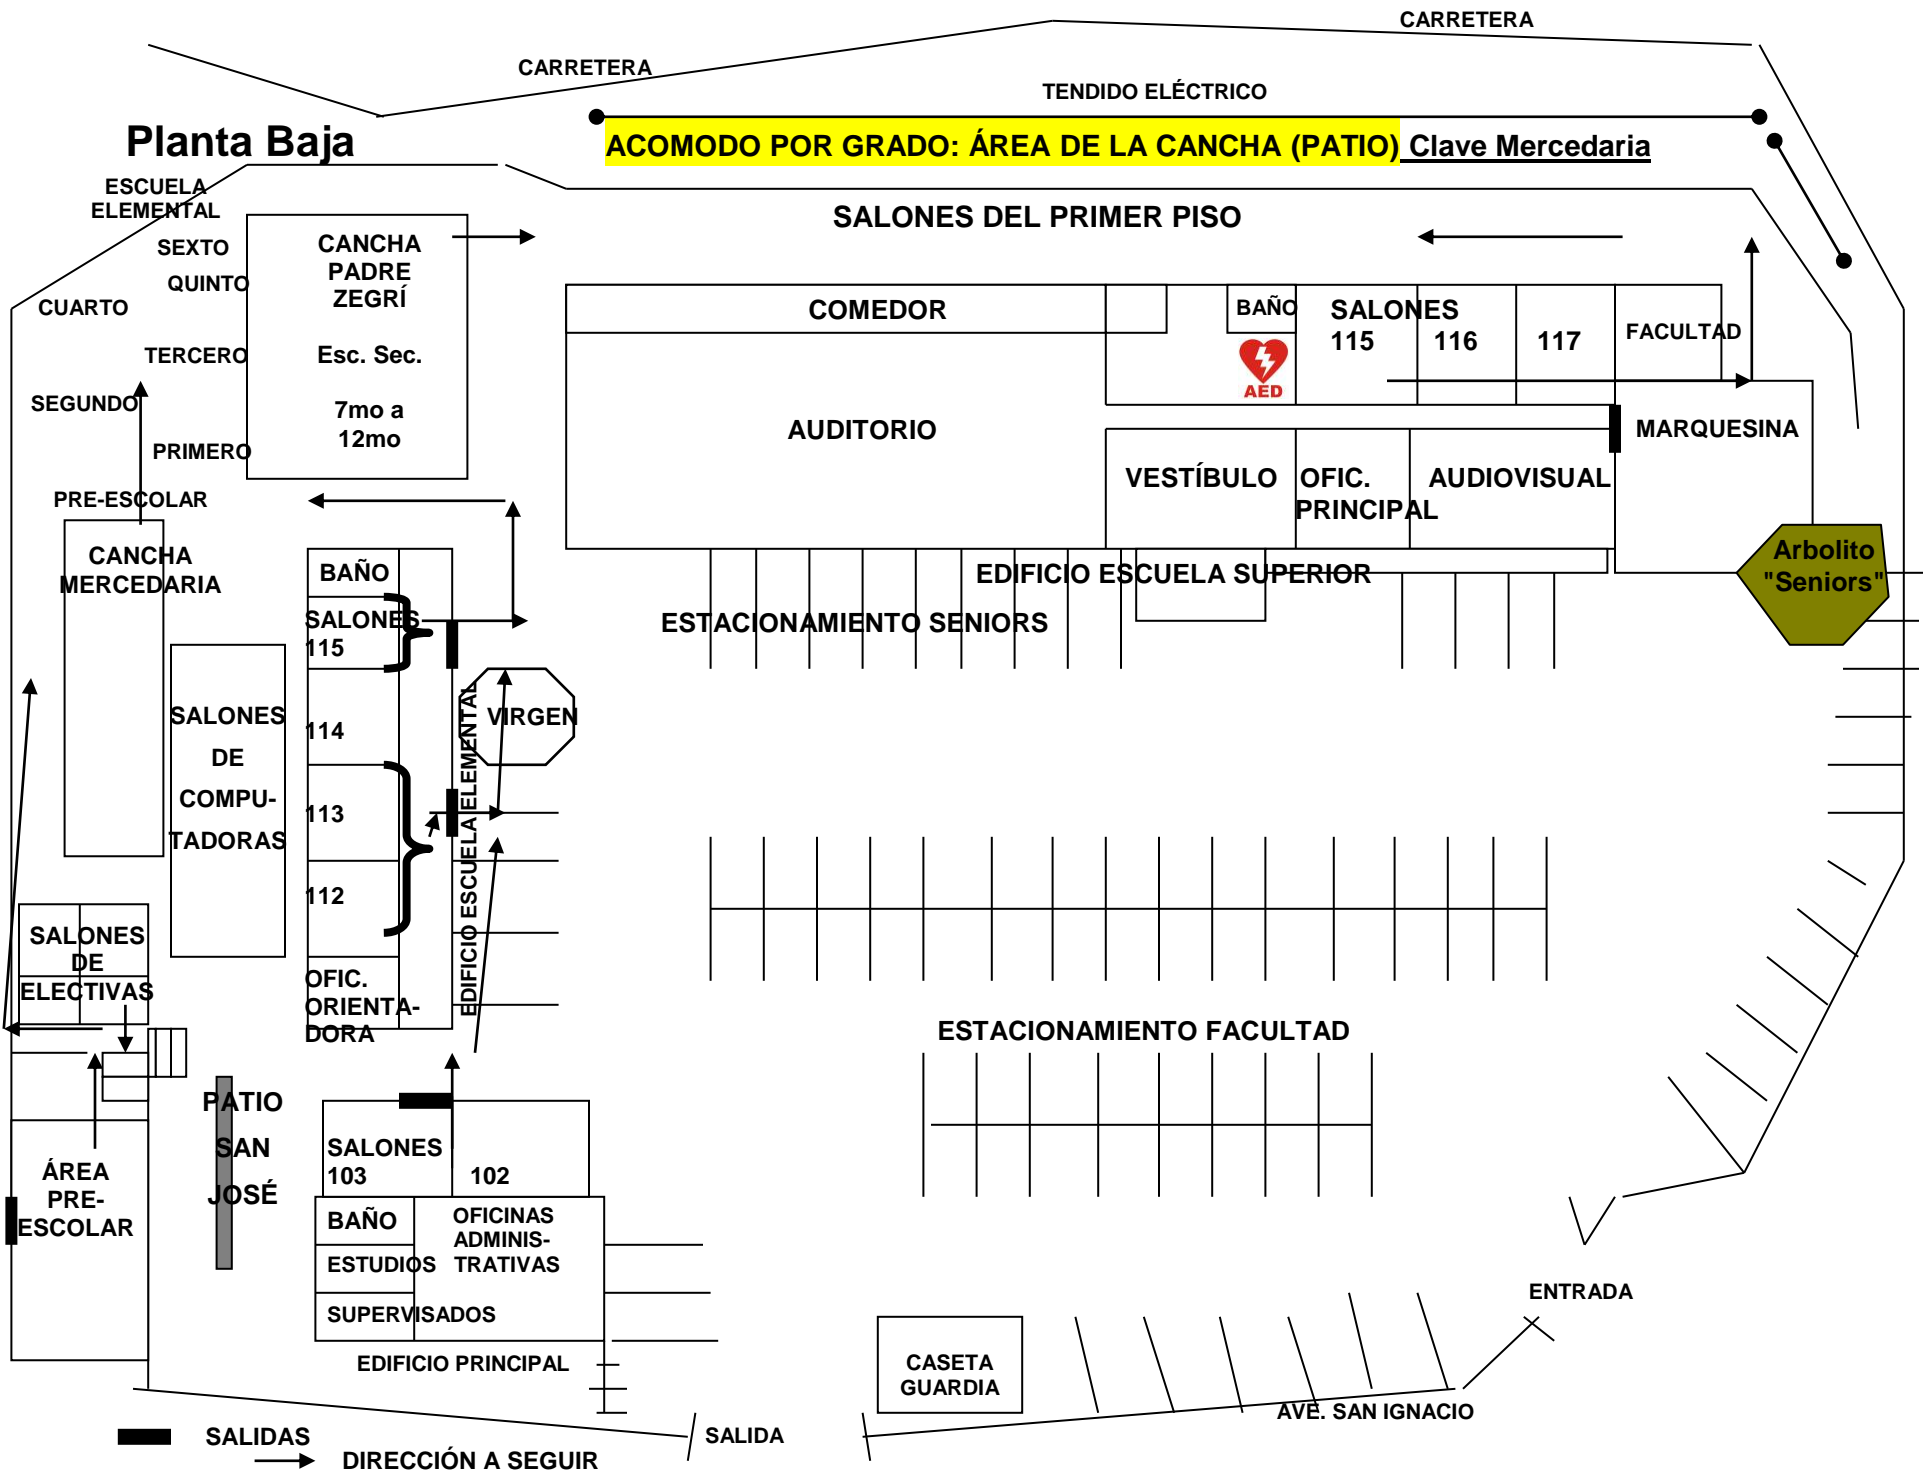 CARRETERA
CARRETERA
TENDIDO ELÉCTRICO
Planta Baja
ACOMODO POR GRADO: ÁREA DE LA CANCHA (PATIO) Clave Mercedaria
ESCUELA
ELEMENTAL
SALONES DEL PRIMER PISO
SEXTO
QUINTO
CUARTO
TERCERO
SEGUNDO
PRIMERO
PRE-ESCOLAR
CANCHA
PADRE
ZEGRÍ
Esc. Sec.
7mo a
12mo
COMEDOR
BAÑO
SALONES
115
116
117
FACULTAD
AED
AUDITORIO
MARQUESINA
VESTÍBULO
OFIC.
PRINCIPAL
AUDIOVISUAL
CANCHA
MERCEDARIA
BAÑO
SALONES
115
114
113
112
OFIC.
ORIENTA-
DORA
EDIFICIO ESCUELA ELEMENTAL
VIRGEN
EDIFICIO ESCUELA SUPERIOR
ESTACIONAMIENTO SENIORS
Arbolito
"Seniors"
SALONES
DE
COMPU-
TADORAS
SALONES
DE
ELECTIVAS
ESTACIONAMIENTO FACULTAD
PATIO
SAN
JOSÉ
ÁREA
PRE-
ESCOLAR
SALONES
103
102
BAÑO
ESTUDIOS
SUPERVISADOS
OFICINAS
ADMINIS-
TRATIVAS
EDIFICIO PRINCIPAL
ENTRADA
CASETA
GUARDIA
AVE. SAN IGNACIO
SALIDA
SALIDAS
DIRECCIÓN A SEGUIR